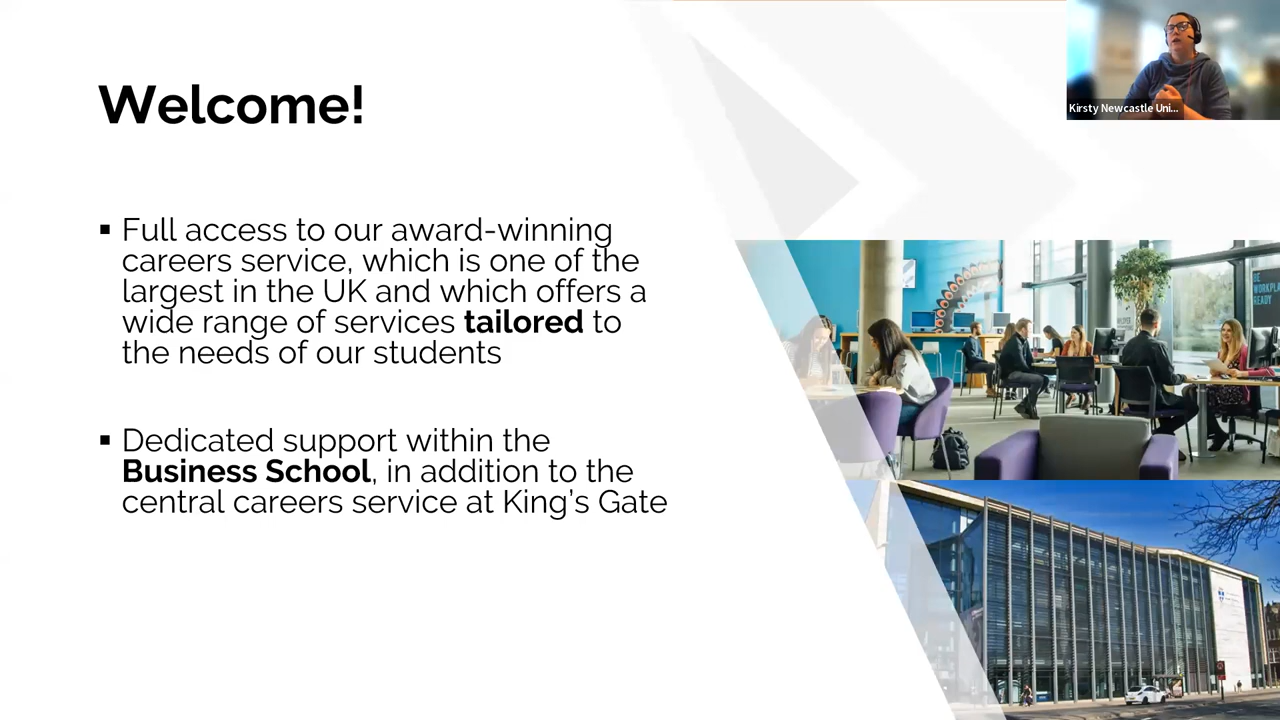 Welcome!
Kirsty Newcastle Uni...
▪ Full access to our award-winning
careers service, which is one of the
largest in the UK and which offers a
wide range of services tailored to
the needs of our students
▪ Dedicated support within the
Business School, in addition to the
central careers service at King's Gate